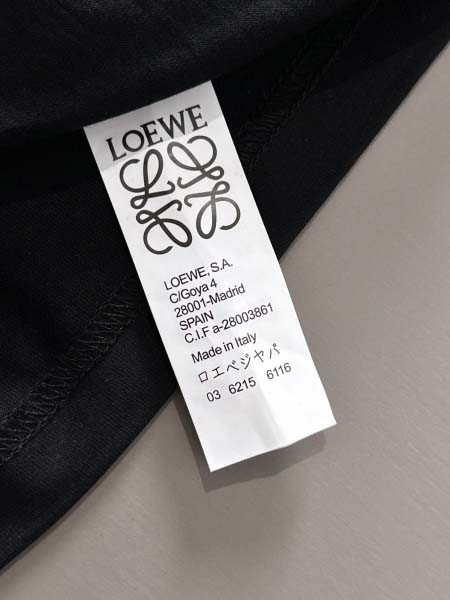 LOEWE
LOEWE, S.A.
C/Goya 4
28001-Madrid
SPAIN
C.I.F a-28003861
Made in Italy
ロエベジャパ
03 6215 6116